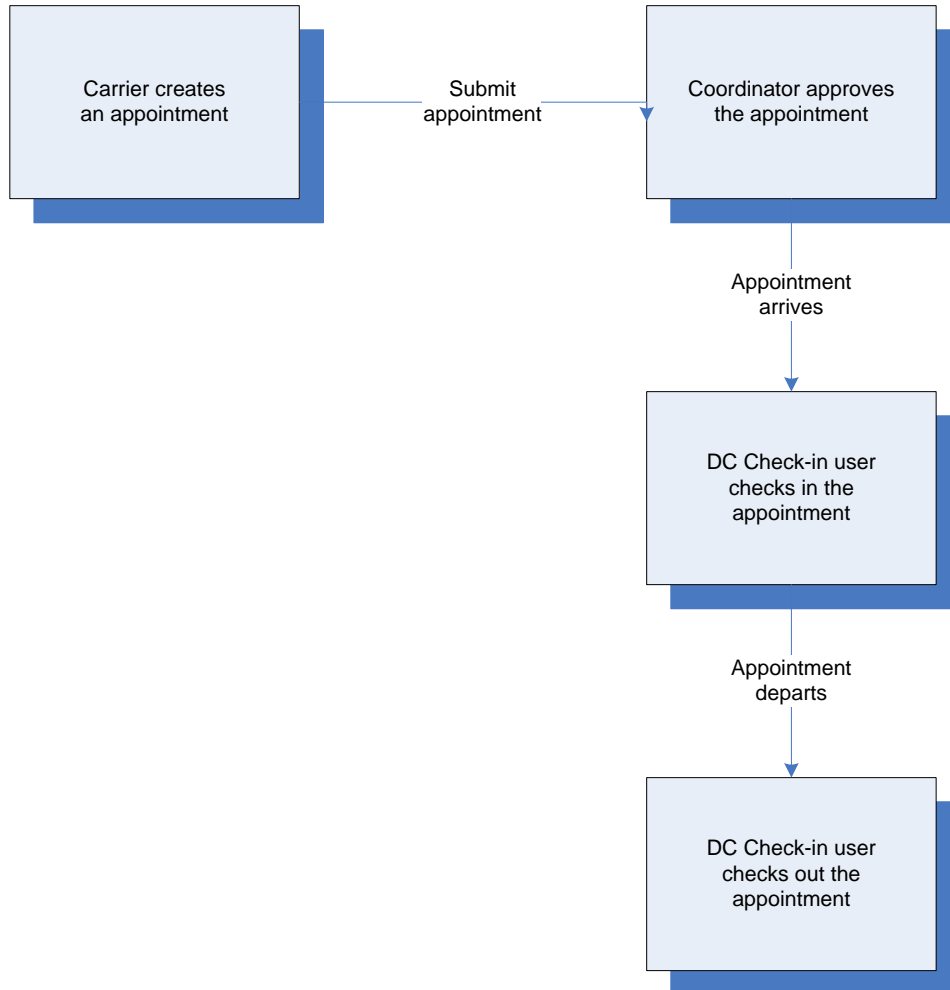 Carrier creates
an appointment
Submit
appointment
Coordinator approves
the appointment
Appointment
arrives
DC Check-in user
checks in the
appointment
Appointment
departs
DC Check-in user
checks out the
appointment